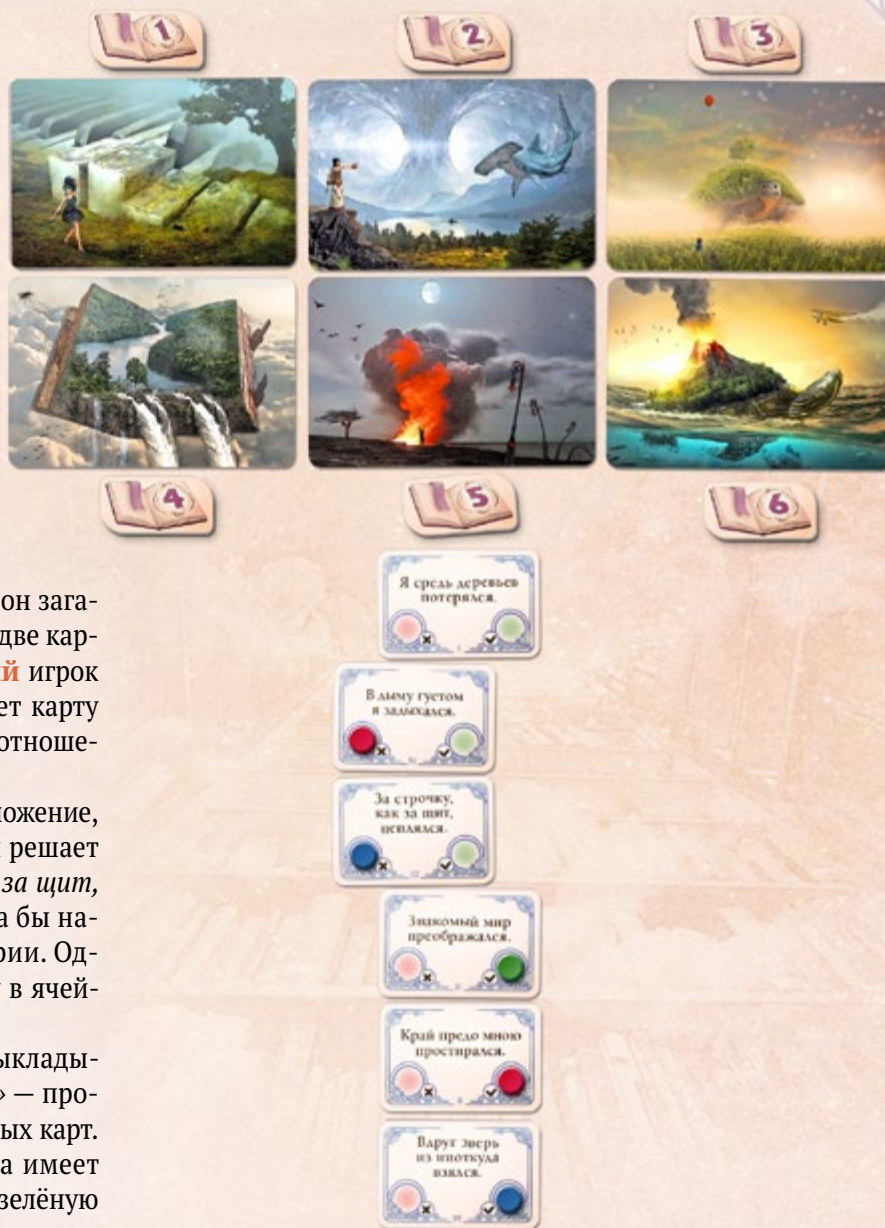 1
2
3
4
5
6
он зага-
две кар-
й игрок
ет карту
отноше-
ложение,
решает
за щит,
а бы на-
рии. Од-
в ячей-
ыклады-
» — про-
ых карт.
а имеет
зелёную
Я средь деревьев
потерялся.
В дыму густом
я задыхался.
За строчку,
как за щит,
цеплялся.
Знакомый мир
преображался.
Край предо мною
простирался.
Вдруг зверь
из ниоткуда
взялся.